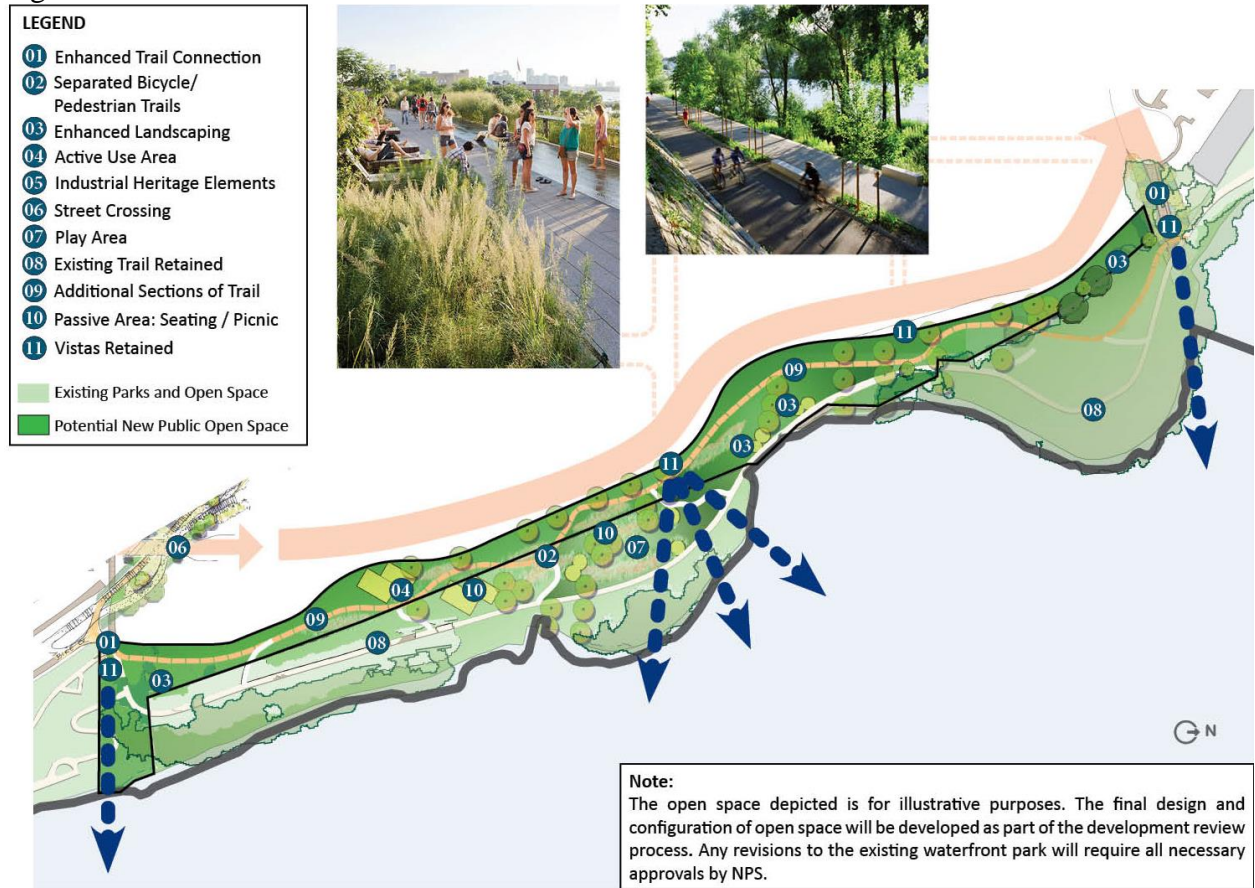 LEGEND
01 Enhanced Trail Connection
02 Separated Bicycle/
Pedestrian Trails
03 Enhanced Landscaping
04 Active Use Area
05 Industrial Heritage Elements
06 Street Crossing
07 Play Area
08 Existing Trail Retained
09 Additional Sections of Trail
10 Passive Area: Seating / Picnic
11 Vistas Retained
Existing Parks and Open Space
Potential New Public Open Space
01
11
03
11
09
03
08
03
11
10
07
02
06
04
10
09
08
01
11
03
N
Note:
The open space depicted is for illustrative purposes. The final design and
configuration of open space will be developed as part of the development review
process. Any revisions to the existing waterfront park will require all necessary
approvals by NPS.